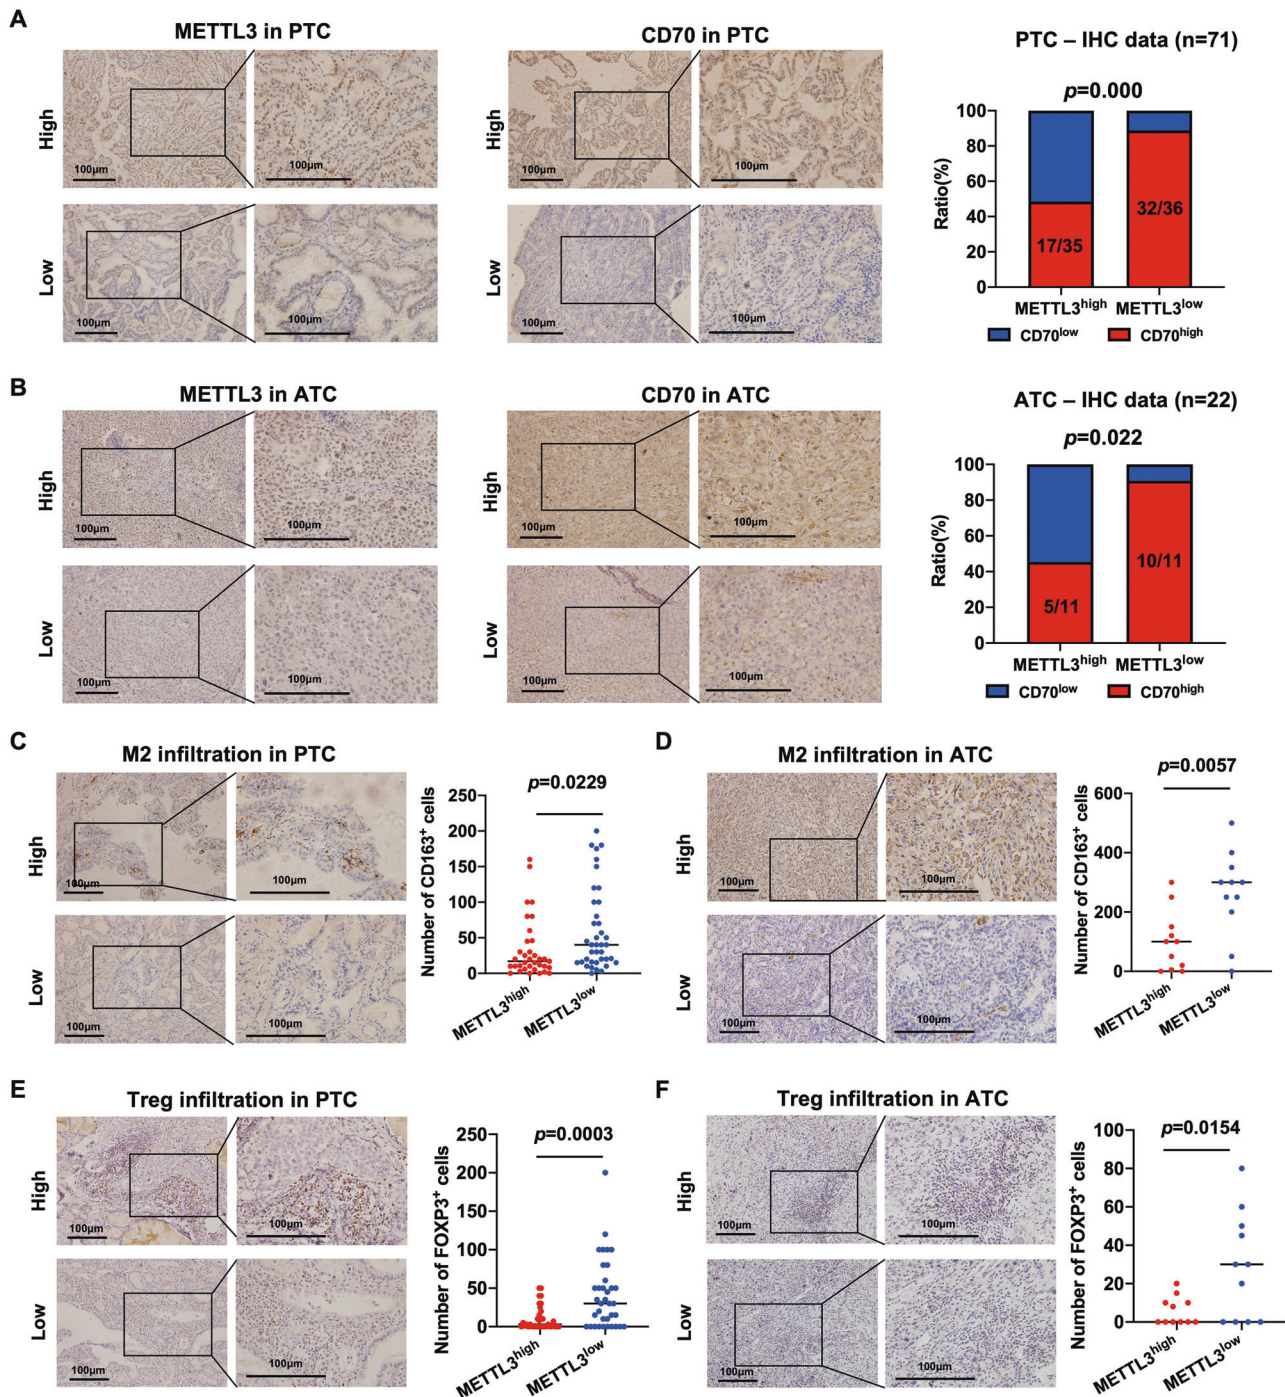 A
METTL3 in PTC
CD70 in PTC
PTC – IHC data (n=71)
High
100μm
100μm
100μm
100μm
Low
100μm
100μm
100μm
100μm
p=0.000
Ratio(%)
100
80
60
40
20
0
17/35
32/36
METTL3high
METTL3low
CD70low
CD70high
B
METTL3 in ATC
CD70 in ATC
ATC – IHC data (n=22)
High
100μm
100μm
100μm
100μm
Low
100μm
100μm
100μm
100μm
p=0.022
Ratio(%)
100
80
60
40
20
0
5/11
10/11
METTL3high
METTL3low
CD70low
CD70high
C
M2 infiltration in PTC
High
100μm
100μm
Low
100μm
100μm
p=0.0229
Number of CD163+ cells
250
200
150
100
50
0
METTL3high
METTL3low
D
M2 infiltration in ATC
High
100μm
100μm
Low
100μm
100μm
p=0.0057
Number of CD163+ cells
600
400
200
0
METTL3high
METTL3low
E
Treg infiltration in PTC
High
100μm
100μm
Low
100μm
100μm
p=0.0003
Number of FOXP3+ cells
250
200
150
100
50
0
METTL3high
METTL3low
F
Treg infiltration in ATC
High
100μm
100μm
Low
100μm
100μm
p=0.0154
Number of FOXP3+ cells
100
80
60
40
20
0
METTL3high
METTL3low